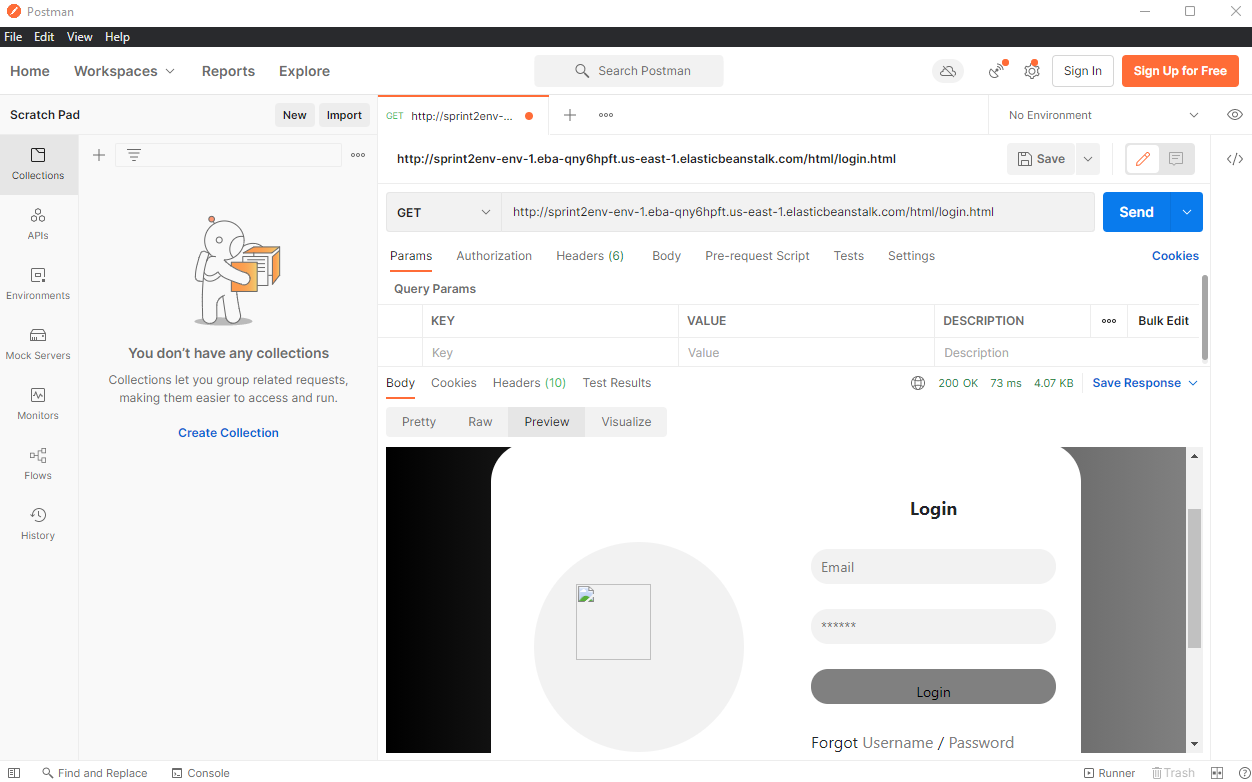 Postman
File Edit View Help
Home Workspaces Reports Explore Search Postman Sign In Sign Up for Free
Scratch Pad New Import
GET http://sprint2env-... No Environment
http://sprint2env-env-1.eba-qny6hpft.us-east-1.elasticbeanstalk.com/html/login.html Save
GET http://sprint2env-env-1.eba-qny6hpft.us-east-1.elasticbeanstalk.com/html/login.html Send
Params Authorization Headers (6) Body Pre-request Script Tests Settings Cookies
Query Params
KEY VALUE DESCRIPTION Bulk Edit
Key Value Description
Body Cookies Headers (10) Test Results 200 OK 73 ms 4.07 KB Save Response
Pretty Raw Preview Visualize
Collections
APIs
Environments
Mock Servers
Monitors
Flows
History
You don't have any collections
Collections let you group related requests,
making them easier to access and run.
Create Collection
Login
Email
******
Login
Forgot Username / Password
Find and Replace Console Runner Trash